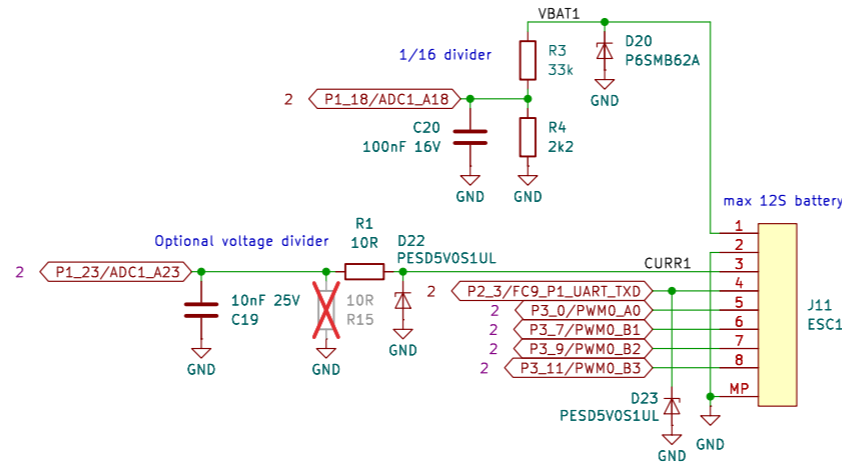 VBAT1
1/16 divider
R3
33k
D20
P6SMB62A
GND
2
P1_18/ADC1_A18
C20
100nF 16V
R4
2k2
GND
GND
max 12S battery
Optional voltage divider
R1
10R
D22
PESD5V0S1UL
CURR1
2
P1_23/ADC1_A23
10nF 25V
C19
10R
R15
GND
GND
GND
2
P2_3/FC9_P1_UART_TXD
2
P3_0/PWM0_A0
2
P3_7/PWM0_B1
2
P3_9/PWM0_B2
2
P3_11/PWM0_B3
1
2
3
4
5
6
7
8
MP
J11
ESC1
D23
PESD5V0S1UL
GND
GND